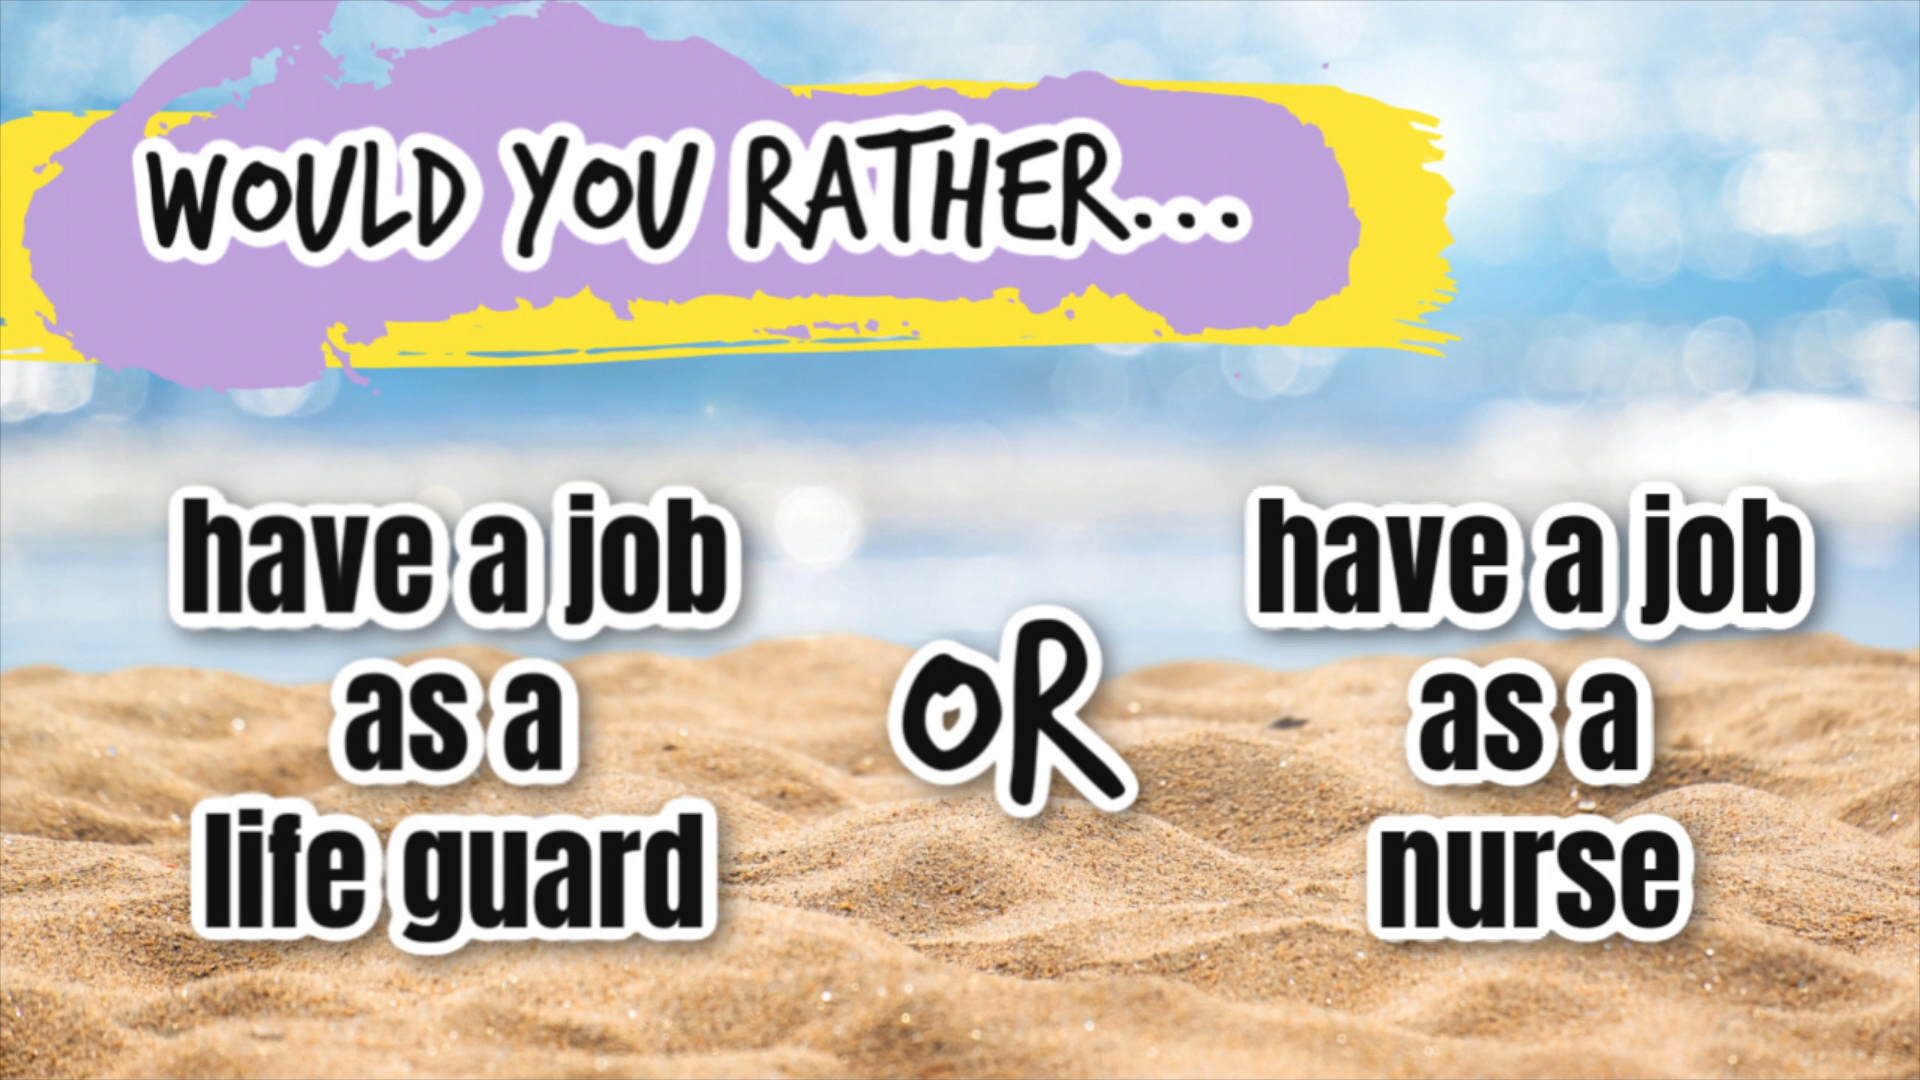 WOULD YOU RATHER...
have a job
as a
life guard
OR
have a job
as a
nurse